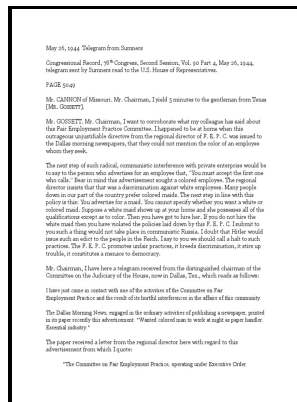 May 26, 1944 Telegram from Sumners
Congressional Record, 78th Congress, Second Session, Vol. 90 Part 4, May 26, 1944,
telegram sent by Sumners read to the U.S. House of Representatives.
PAGE 5049
Mr. CANNON of Missouri. Mr. Chairman, I yield 5 minutes to the gentleman from Texas
[Mr. GOSSETT].
Mr. GOSSETT. Mr. Chairman, I want to corroborate what my colleague has said about
this Fair Employment Practice Committee. I happened to be at home when this
outrageous unjustifiable directive from the regional director of F. E. P. C. was issued to
the Dallas morning newspapers, that they could not mention the color of an employee
whom they seek.
The next step of such radical, communistic interference with private enterprise would be
to say to the person who advertises for an employee that, "You must accept the first one
who calls." Bear in mind this advertisement sought a colored employee. The regional
director insists that that was a discrimination against white employees. Many people
down in our part of the country prefer colored maids. The next step in line with this
policy is this: You advertise for a maid. You cannot specify whether you want a white or
colored maid. Suppose a white maid shows up at your home and she possesses all of the
qualifications except as to color. Then you have got to hire her. If you do not hire the
white maid then you have violated the policies laid down by this F. E. P. C. I submit to
you such a thing would not take place in communistic Russia. I doubt that Hitler would
issue such an edict to the people in the Reich. I say to you we should call a halt to such
practices. The F. E. P. C. promotes unfair practices, it breeds discrimination, it stirs up
trouble, it constitutes a menace to democracy.
Mr. Chairman, I have here a telegram received from the distinguished chairman of the
Committee on the Judiciary of the House, now in Dallas, Tex., which reads as follows:
I have just come in contact with one of the activities of the Committee on Fair
Employment Practice and the result of its hurtful interferences in the affairs of this community.
The Dallas Morning News, engaged in the ordinary activities of publishing a newspaper, printed
in its paper recently this advertisement: "Wanted colored man to work at night as paper handler.
Essential industry."
The paper received a letter from the regional director here with regard to this
advertisement from which I quote:
"The Committee on Fair Employment Practice, operating under Executive Order